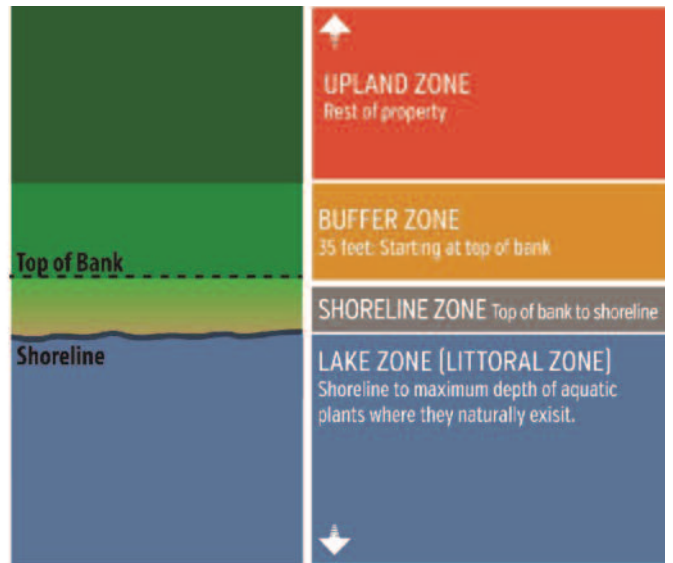 UPLAND ZONE
Rest of property
BUFFER ZONE
35 feet: Starting at top of bank
Top of Bank
SHORELINE ZONE Top of bank to shoreline
Shoreline
LAKE ZONE (LITTORAL ZONE)
Shoreline to maximum depth of aquatic
plants where they naturally exisit.